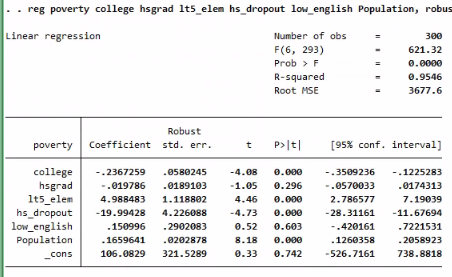 . . reg poverty college hsgrad lt5_elem hs_dropout low_english Population, robus
Linear regression Number of obs = 300
F(6, 293) = 621.32
Prob > F = 0.0000
R-squared = 0.9546
Root MSE = 3677.6
Robust
poverty Coefficient std. err. t P>|t| [95% conf. interval]
college -.2367259 .0580245 -4.08 0.000 -.3509236 -.1225283
hsgrad -.019786 .0189103 -1.05 0.296 -.0570033 .0174313
lt5_elem 4.988483 1.118802 4.46 0.000 2.786577 7.19039
hs_dropout -19.99428 4.226088 -4.73 0.000 -28.31161 -11.67694
low_english .150996 .2902083 0.52 0.603 -.420161 .7221531
Population .1659641 .0202878 8.18 0.000 .1260358 .2058923
_cons 106.0829 321.5289 0.33 0.742 -526.7161 738.8818